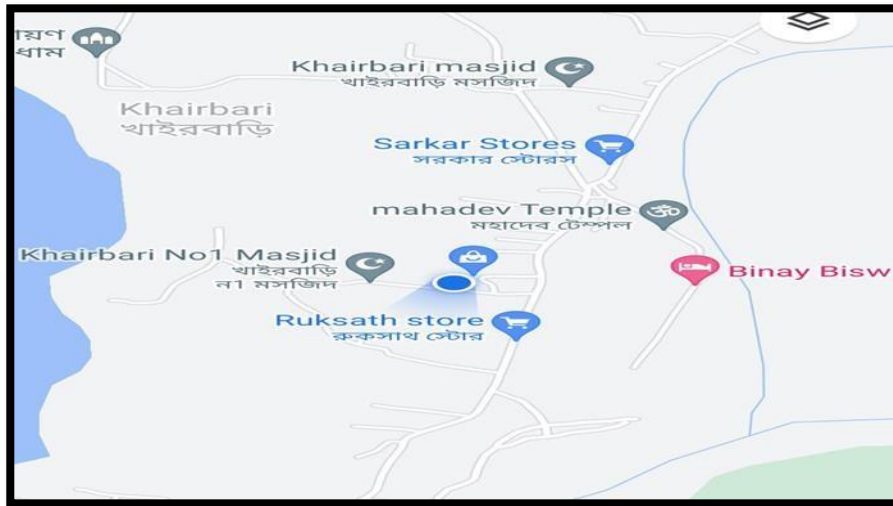 ায়ণ
ধাম
Khairbari masjid
খাইরবাড়ি মসজিদ
Khairbari
খাইরবাড়ি
Sarkar Stores
সরকার স্টোরস
mahadev Temple
মহাদেব টেম্পল
Khairbari No1 Masjid
খাইরবাড়ি
ন1 মসজিদ
Binay Bisw
Ruksath store
রুকসাথ স্টোর